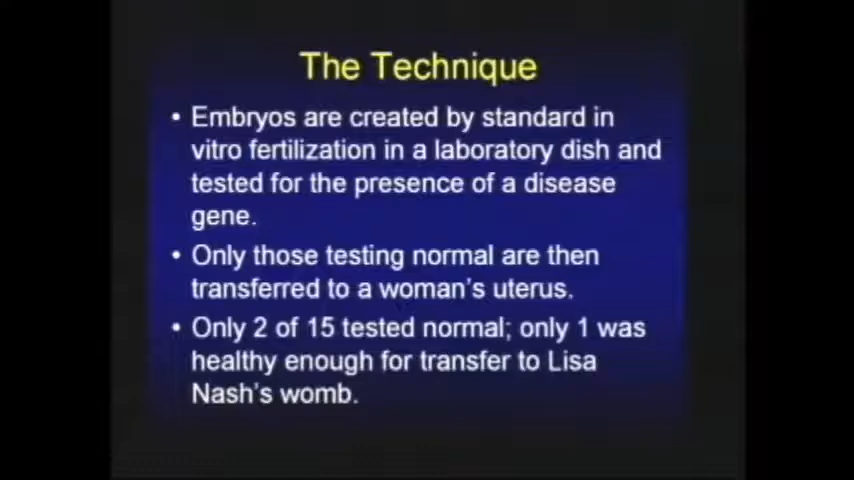 The Technique
• Embryos are created by standard in
vitro fertilization in a laboratory dish and
tested for the presence of a disease
gene.
• Only those testing normal are then
transferred to a woman's uterus.
• Only 2 of 15 tested normal; only 1 was
healthy enough for transfer to Lisa
Nash's womb.